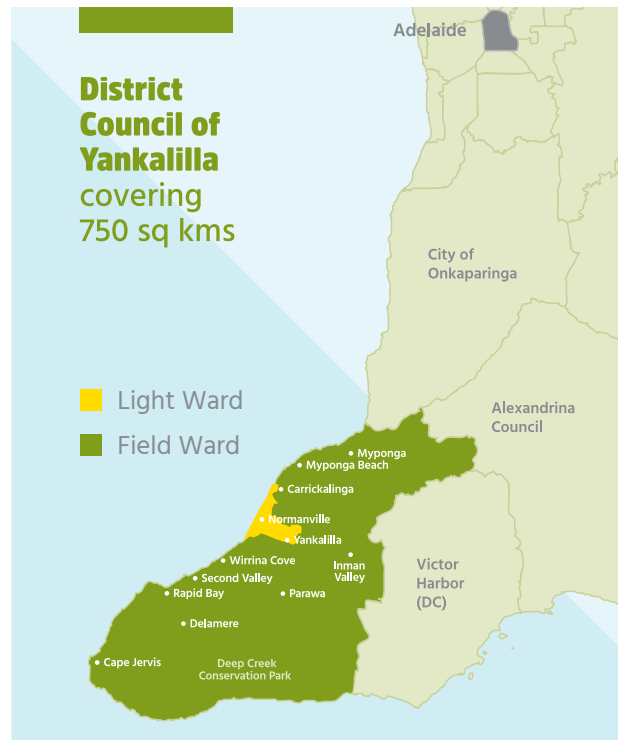 Adelaide
District
Council of
Yankalilla
covering
750 sq kms
City of
Onkaparinga
Light Ward
Field Ward
Alexandrina
Council
Myponga
Myponga Beach
Carrickalinga
Normanville
Yankalilla
Wirrina Cove
Inman
Valley
Second Valley
Rapid Bay
Parawa
Victor
Harbor
(DC)
Delamere
Cape Jervis
Deep Creek
Conservation Park